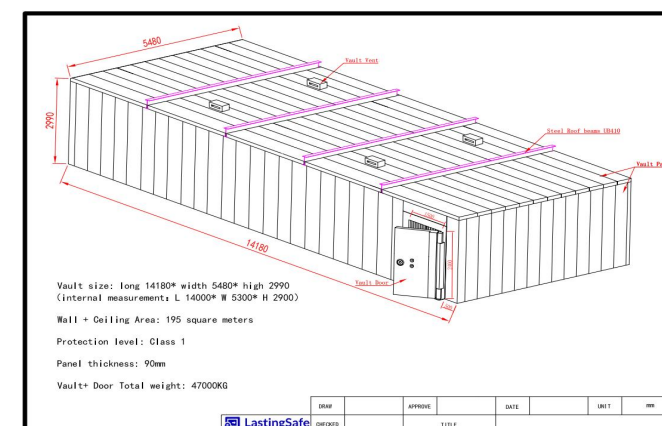 5480
Vault Vent
2990
Steel Roof beams UB410
Vault Pa
14180
Vault Door
Vault size: long 14180* width 5480* high 2990
(internal measurement: L 14000* W 5300* H 2900)
Wall + Ceiling Area: 195 square meters
Protection level: Class 1
Panel thickness: 90mm
Vault+ Door Total weight: 47000KG
DRAW
APPROVE
DATE
UNIT
mm
LastingSafe
CHECKED
TITLE